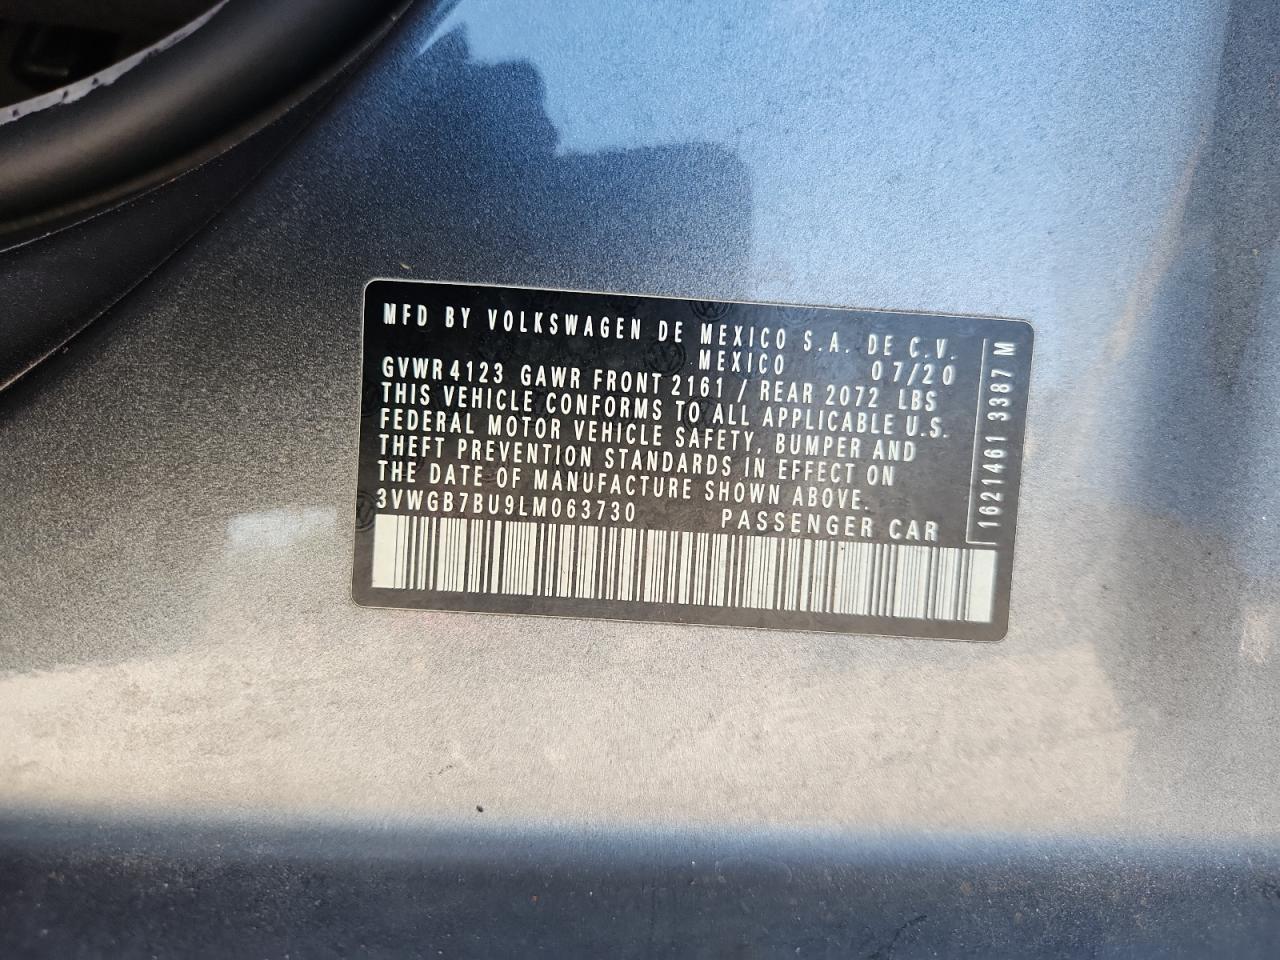 MFD BY VOLKSWAGEN DE MEXICO S.A. DE C.V.
MEXICO 07/20
GVWR 4123 GAWR FRONT 2161 / REAR 2072 LBS
THIS VEHICLE CONFORMS TO ALL APPLICABLE U.S.
FEDERAL MOTOR VEHICLE SAFETY, BUMPER AND
THEFT PREVENTION STANDARDS IN EFFECT ON
THE DATE OF MANUFACTURE SHOWN ABOVE.
3VWGB7BU9LM063730 PASSENGER CAR
1621461 3387 M